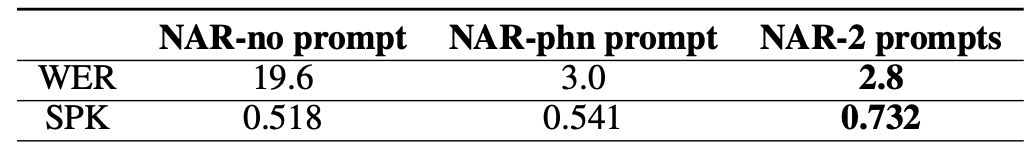 NAR-no prompt NAR-phn prompt NAR-2 prompts
WER 19.6 3.0 2.8
SPK 0.518 0.541 0.732